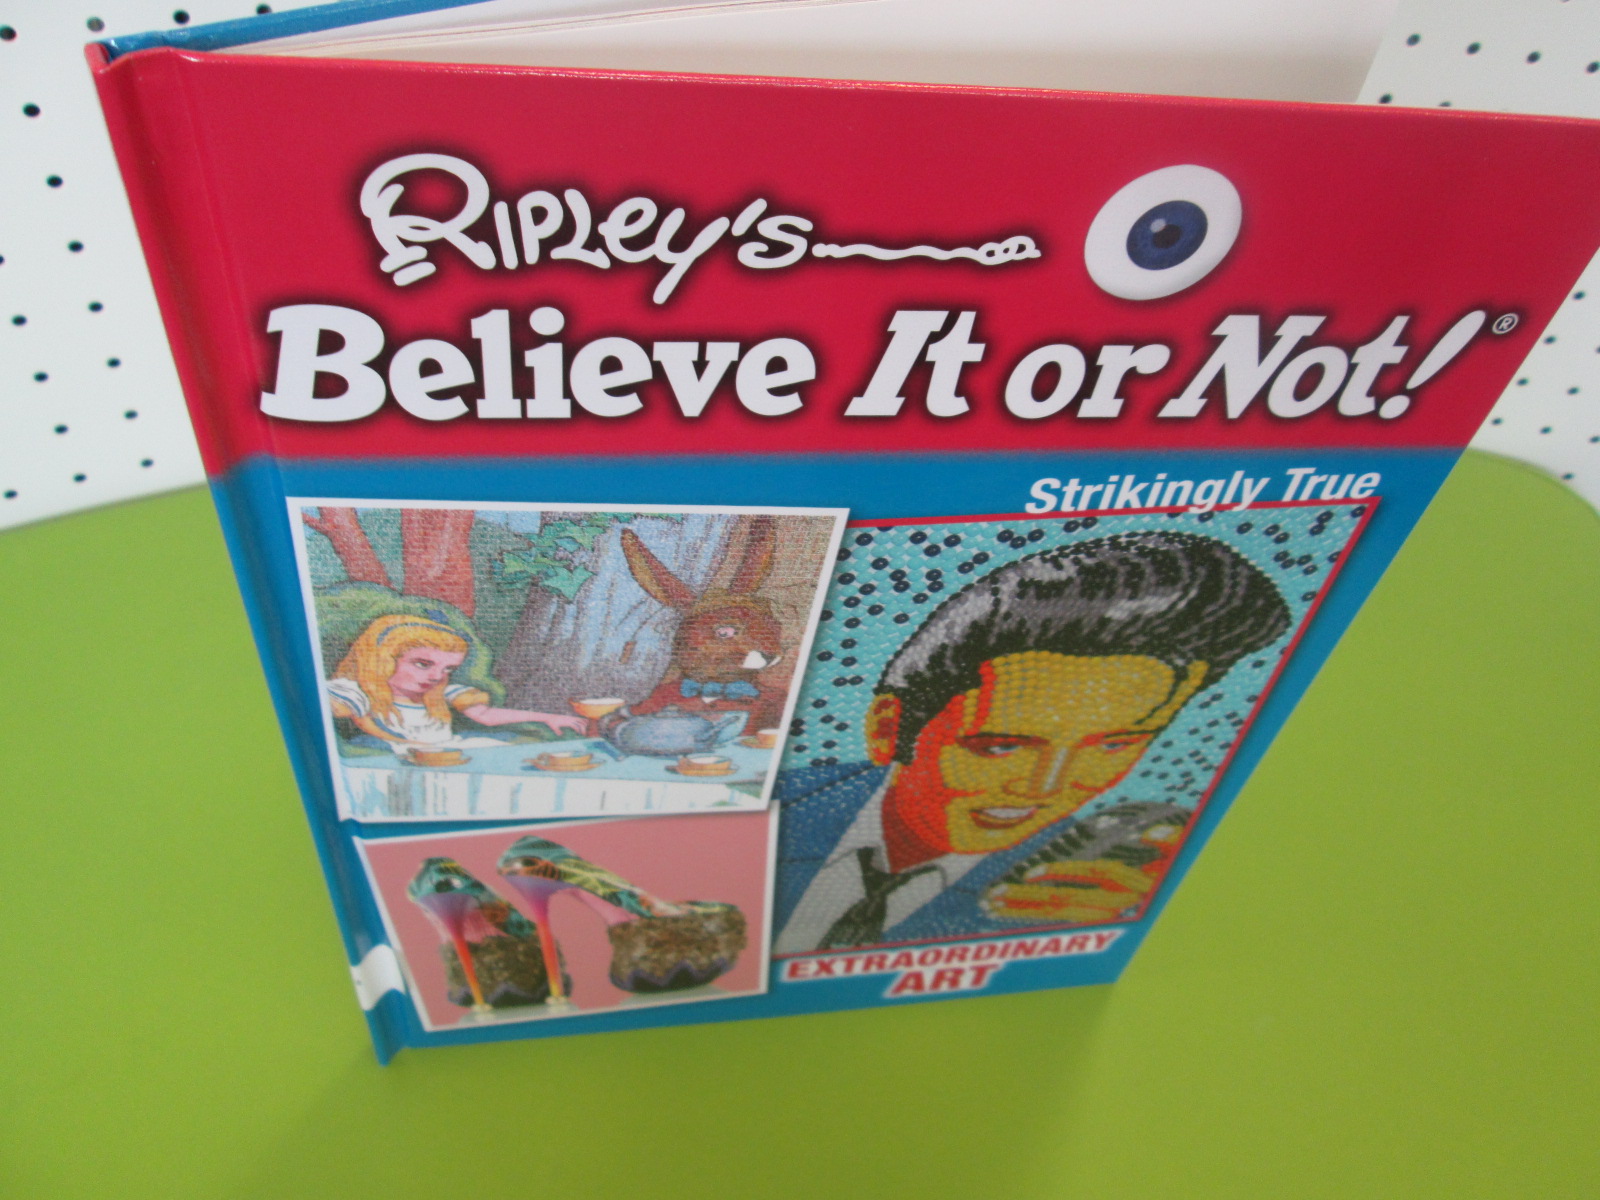 RIPLEY's
Believe It or Not!®
Strikingly True
EXTRAORDINARY
ART